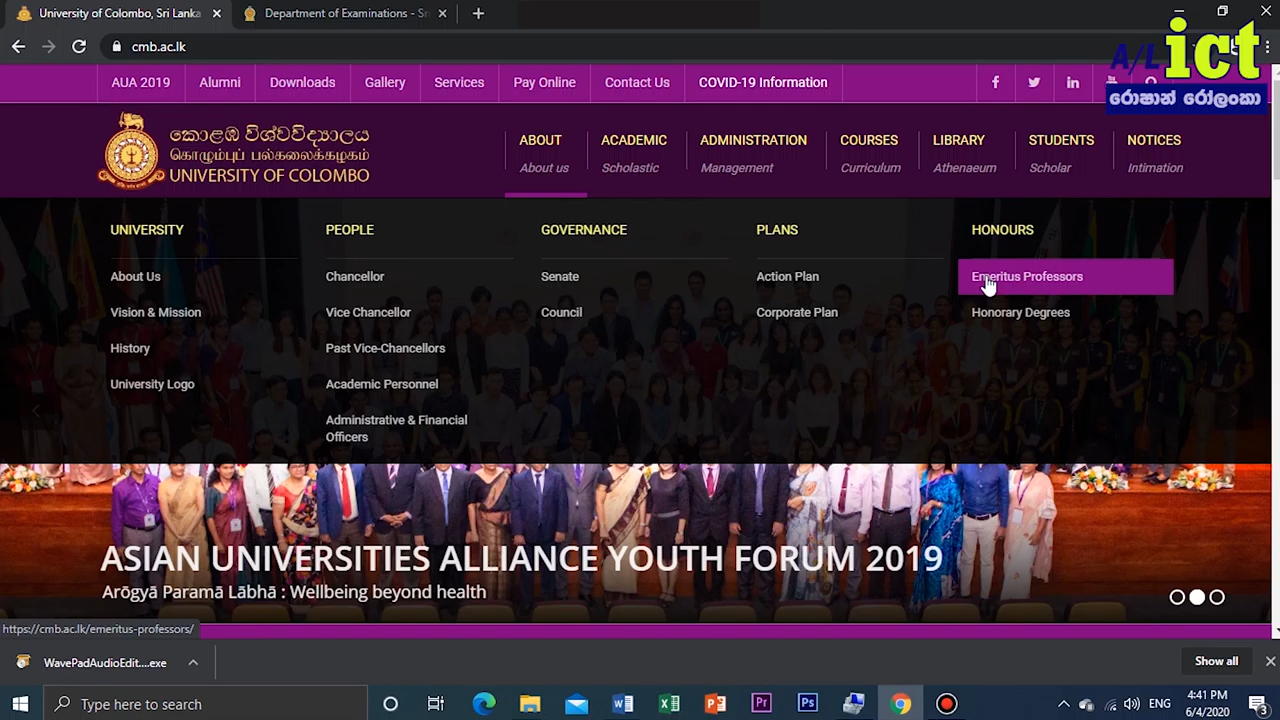 University of Colombo, Sri Lanka
Department of Examinations - Sri
cmb.ac.lk
A/L ict
රොෂාන් රෝලංකා
AUA 2019 Alumni Downloads Gallery Services Pay Online Contact Us COVID-19 Information
කොළඹ විශ්වවිද්‍යාලය
கொழும்புப் பல்கலைக்கழகம்
UNIVERSITY OF COLOMBO
ABOUT ACADEMIC ADMINISTRATION COURSES LIBRARY STUDENTS NOTICES
About us Scholastic Management Curriculum Athenaeum Scholar Intimation
UNIVERSITY PEOPLE GOVERNANCE PLANS HONOURS
About Us Chancellor Senate Action Plan Emeritus Professors
Vision & Mission Vice Chancellor Council Corporate Plan Honorary Degrees
History Past Vice-Chancellors
University Logo Academic Personnel
Administrative & Financial
Officers
ASIAN UNIVERSITIES ALLIANCE YOUTH FORUM 2019
Arōgyā Paramā Lābhā : Wellbeing beyond health
https://cmb.ac.lk/emeritus-professors/
WavePadAudioEdit....exe Show all
Type here to search
ENG
4:41 PM
6/4/2020
3